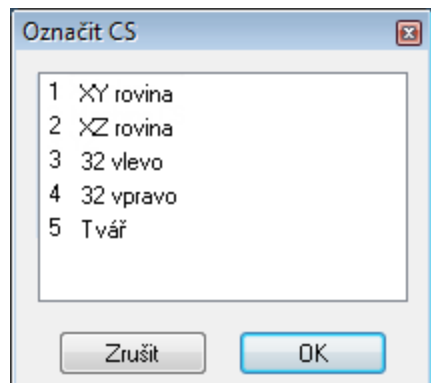 Označit CS
1 XY rovina
2 XZ rovina
3 32 vlevo
4 32 vpravo
5 Tvář
Zrušit OK